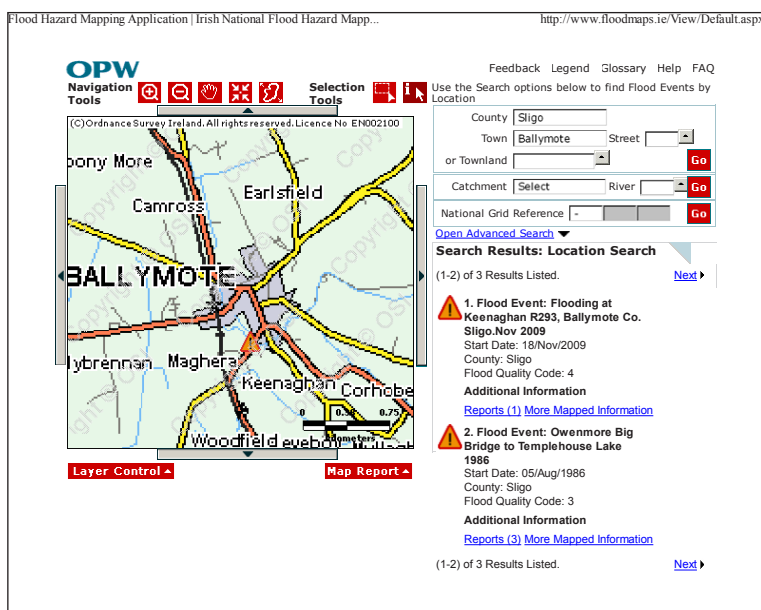 Flood Hazard Mapping Application | Irish National Flood Hazard Mapp...
http://www.floodmaps.ie/View/Default.aspx
OPW
Feedback Legend Glossary Help FAQ
Navigation Tools
Selection Tools
Use the Search options below to find Flood Events by
Location
(C)Ordnance Survey Ireland. All rights reserved. Licence No EN002100
oony More
Camross
Earlsfield
BALLYMOTE
lybrennan
Maghera
Keenaghan
Corhobe
Woodfield
0 0.38 0.75
Kilometers
Layer Control
Map Report
County Sligo
Town Ballymote Street
or Townland Go
Catchment Select River Go
National Grid Reference - Go
Open Advanced Search
Search Results: Location Search
(1-2) of 3 Results Listed. Next
1. Flood Event: Flooding at
Keenaghan R293, Ballymote Co.
Sligo.Nov 2009
Start Date: 18/Nov/2009
County: Sligo
Flood Quality Code: 4
Additional Information
Reports (1) More Mapped Information
2. Flood Event: Owenmore Big
Bridge to Templehouse Lake
1986
Start Date: 05/Aug/1986
County: Sligo
Flood Quality Code: 3
Additional Information
Reports (3) More Mapped Information
(1-2) of 3 Results Listed. Next